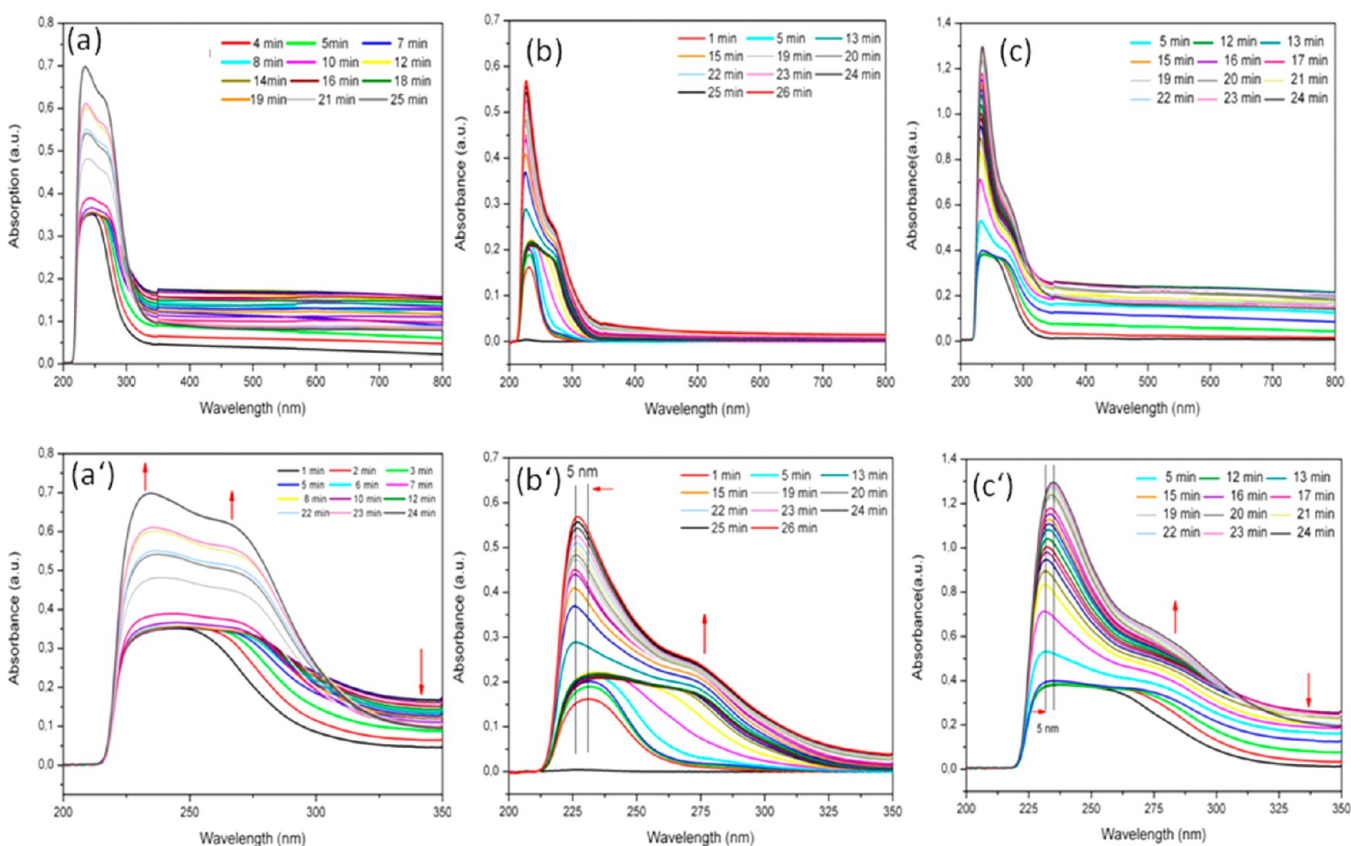 (a)
4 min 5min 7 min
8 min 10 min 12 min
14min 16 min 18 min
19 min 21 min 25 min
0,8
0,7
0,6
0,5
0,4
0,3
0,2
0,1
0,0
Absorption (a.u.)
200 300 400 500 600 700 800
Wavelength (nm)
(b)
1 min 5 min 13 min
15 min 19 min 20 min
22 min 23 min 24 min
25 min 26 min
0,7
0,6
0,5
0,4
0,3
0,2
0,1
0,0
Absorbance (a.u.)
200 300 400 500 600 700 800
Wavelength (nm)
(c)
5 min 12 min 13 min
15 min 16 min 17 min
19 min 20 min 21 min
22 min 23 min 24 min
1,4
1,2
1,0
0,8
0,6
0,4
0,2
0,0
Absorbance(a.u.)
200 300 400 500 600 700 800
Wavelength (nm)
(a')
1 min 2 min 3 min
5 min 6 min 7 min
8 min 10 min 12 min
22 min 23 min 24 min
0,8
0,7
0,6
0,5
0,4
0,3
0,2
0,1
0,0
Absorbance (a.u.)
200 250 300 350
Wavelength (nm)
(b')
5 nm
1 min 5 min 13 min
15 min 19 min 20 min
22 min 23 min 24 min
25 min 26 min
0,7
0,6
0,5
0,4
0,3
0,2
0,1
0,0
Absorbance (a.u.)
200 225 250 275 300 325 350
Wavelength (nm)
(c')
5 min 12 min 13 min
15 min 16 min 17 min
19 min 20 min 21 min
22 min 23 min 24 min
5 nm
1,4
1,2
1,0
0,8
0,6
0,4
0,2
0,0
Absorbance(a.u.)
200 225 250 275 300 325 350
Wavelength (nm)